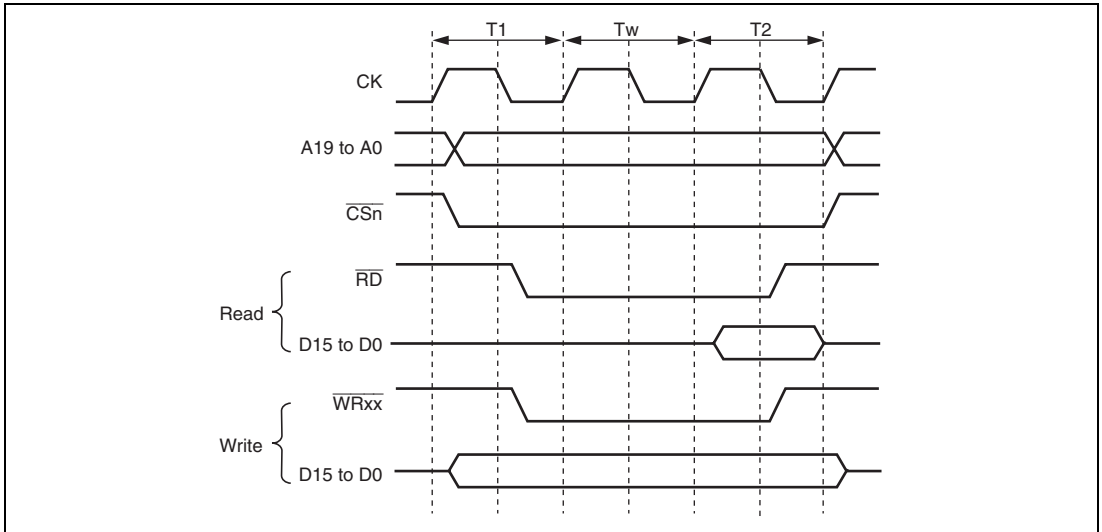 T1 Tw T2
CK
A19 to A0
CSn
RD
Read
D15 to D0
WRxx
Write
D15 to D0